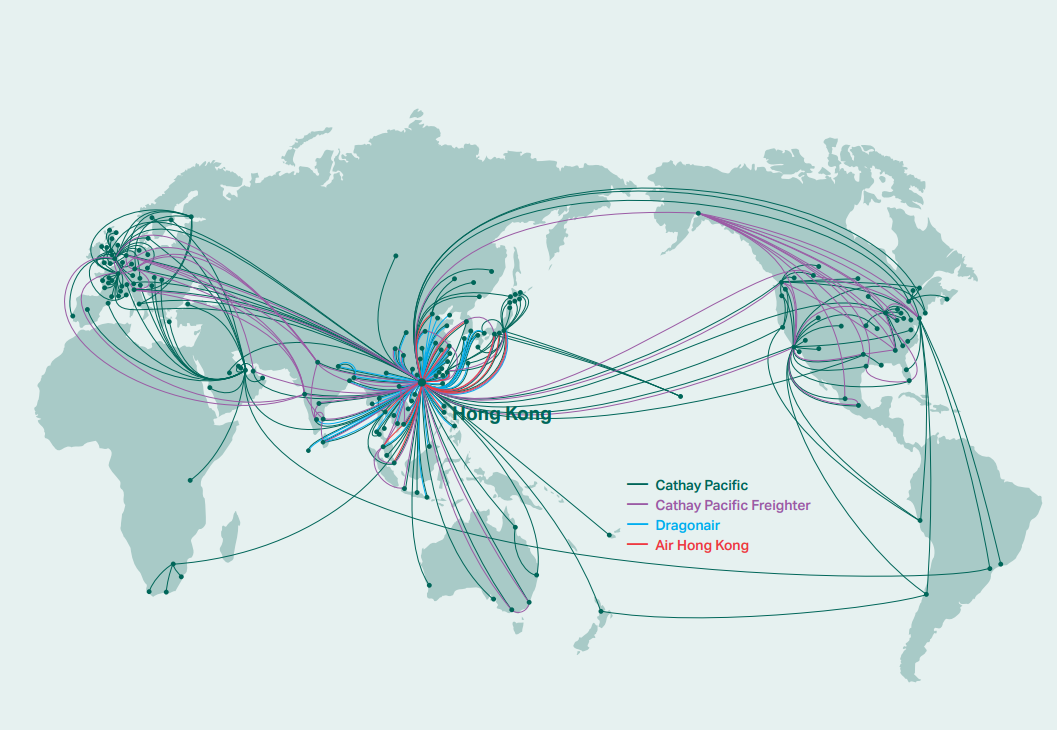 Hong Kong
Cathay Pacific
Cathay Pacific Freighter
Dragonair
Air Hong Kong